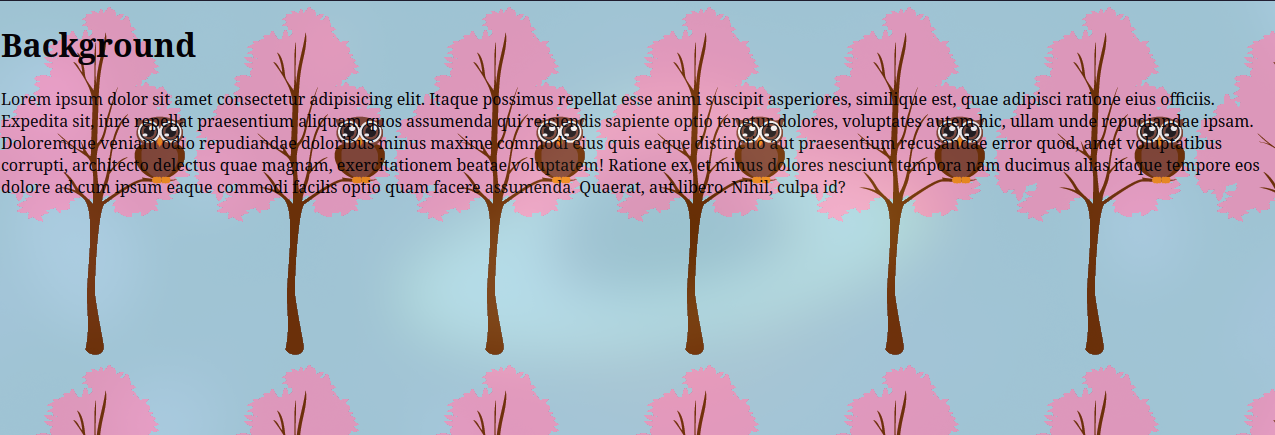 Background
Lorem ipsum dolor sit amet consectetur adipisicing elit. Itaque possimus repellat esse animi suscipit asperiores, similique est, quae adipisci ratione eius officiis.
Expedita sit, iure repellat praesentium aliquam quos assumenda qui reiciendis sapiente optio tenetur dolores, voluptates autem hic, ullam unde repudiandae ipsam.
Doloremque veniam odio repudiandae doloribus minus maxime commodi eius quis eaque distinctio aut praesentium recusandae error quod, amet voluptatibus
corrupti, architecto delectus quae magnam, exercitationem beatae voluptatem! Ratione ex, et minus dolores nesciunt tempora nam ducimus alias itaque tempore eos
dolore ad cum ipsum eaque commodi facilis optio quam facere assumenda. Quaerat, aut libero. Nihil, culpa id?